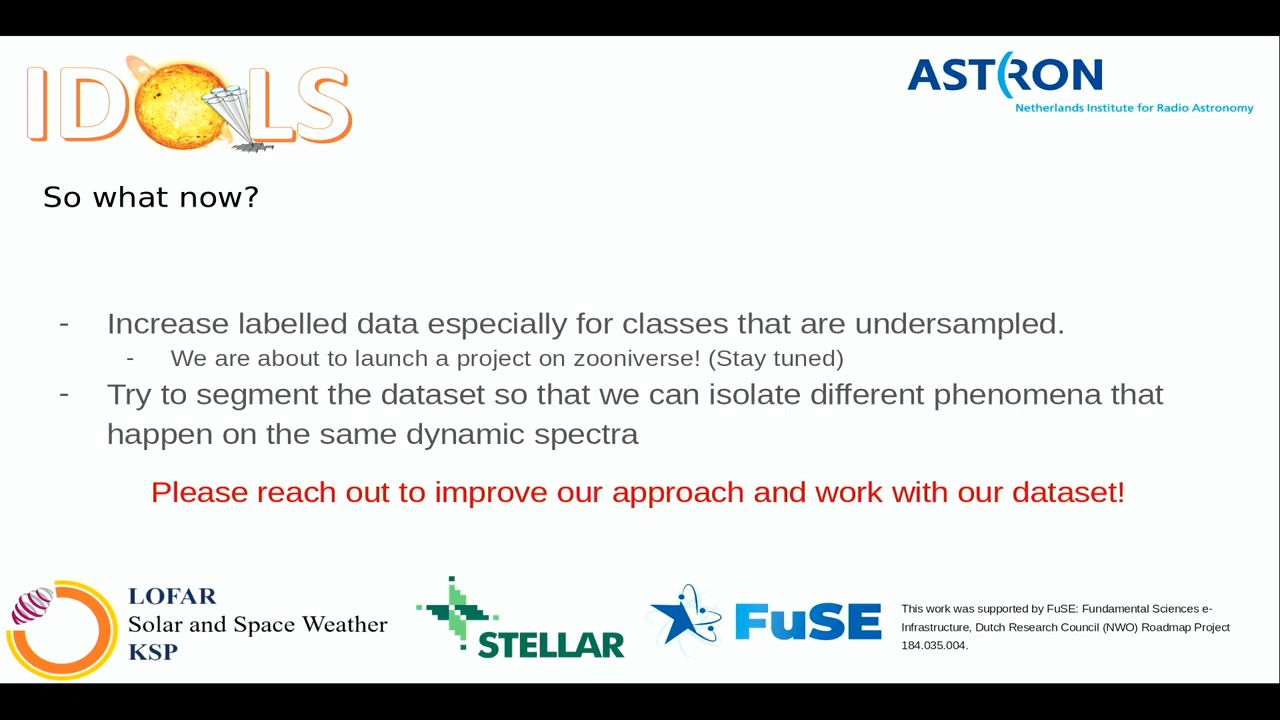 IDOLS
ASTRON
Netherlands Institute for Radio Astronomy
So what now?
- Increase labelled data especially for classes that are undersampled.
- We are about to launch a project on zooniverse! (Stay tuned)
- Try to segment the dataset so that we can isolate different phenomena that
happen on the same dynamic spectra
Please reach out to improve our approach and work with our dataset!
LOFAR
Solar and Space Weather
KSP
STELLAR
FuSE
This work was supported by FuSE: Fundamental Sciences e-
Infrastructure, Dutch Research Council (NWO) Roadmap Project
184.035.004.